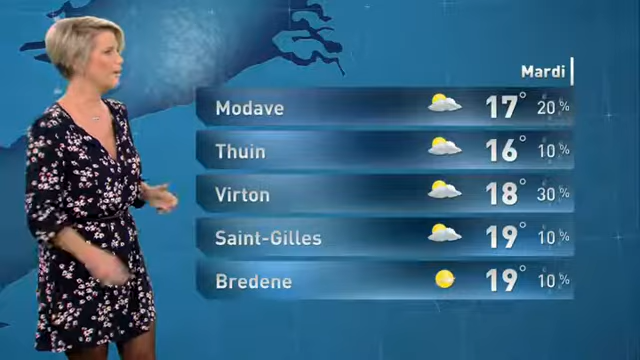 Mardi
Modave 17° 20%
Thuin 16° 10%
Virton 18° 30%
Saint-Gilles 19° 10%
Bredene 19° 10%